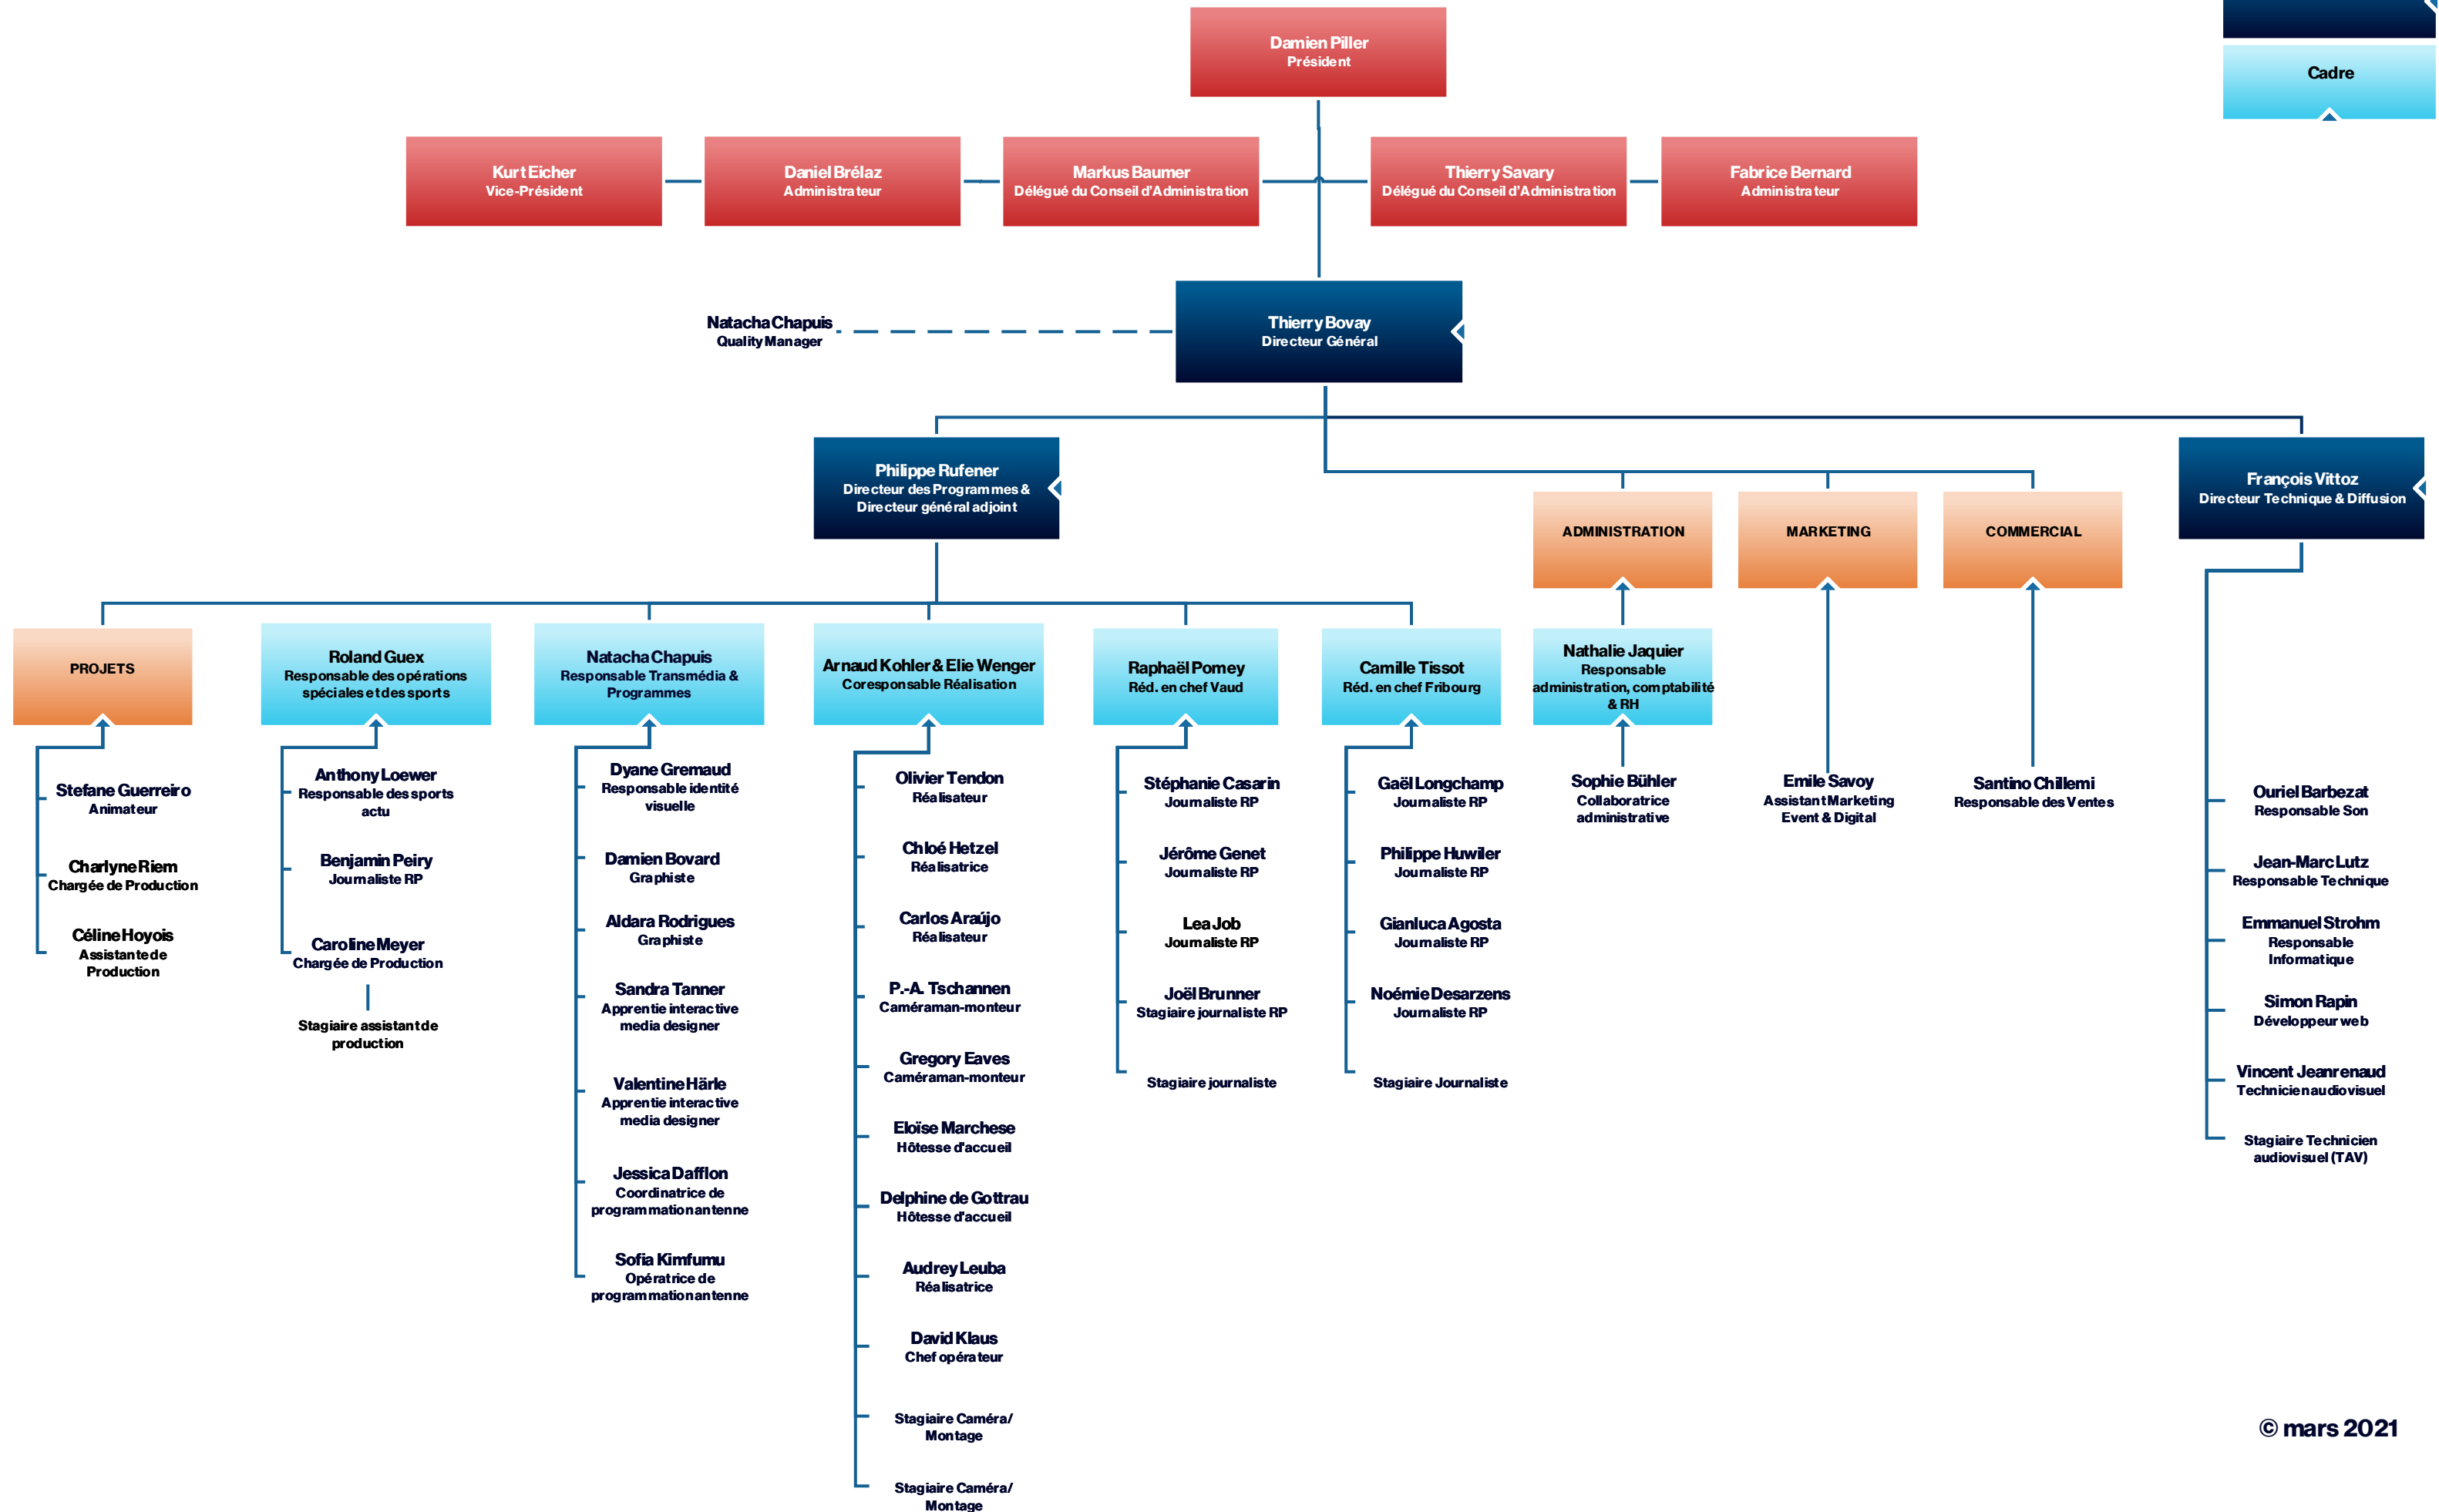 Damien Piller
Président
Cadre
Kurt Eicher
Vice-Président
Daniel Brélaz
Administrateur
Markus Baumer
Délégué du Conseil d'Administration
Thierry Savary
Délégué du Conseil d'Administration
Fabrice Bernard
Administrateur
Natacha Chapuis
Quality Manager
Thierry Bovay
Directeur Général
Philippe Rufener
Directeur des Programmes &
Directeur général adjoint
ADMINISTRATION
MARKETING
COMMERCIAL
François Vittoz
Directeur Technique & Diffusion
PROJETS
Roland Guex
Responsable des opérations
spéciales et des sports
Natacha Chapuis
Responsable Transmédia &
Programmes
Arnaud Kohler & Elie Wenger
Coresponsable Réalisation
Raphaël Pomey
Réd. en chef Vaud
Camille Tissot
Réd. en chef Fribourg
Nathalie Jaquier
Responsable
administration, comptabilité
& RH
Stefane Guerreiro
Animateur
Charlyne Riem
Chargée de Production
Céline Hoyois
Assistante de
Production
Anthony Loewer
Responsable des sports
actu
Benjamin Peiry
Journaliste RP
Caroline Meyer
Chargée de Production
Stagiaire assistant de
production
Dyane Gremaud
Responsable identité
visuelle
Damien Bovard
Graphiste
Aldara Rodrigues
Graphiste
Sandra Tanner
Apprentie interactive
media designer
Valentine Härle
Apprentie interactive
media designer
Jessica Dafflon
Coordinatrice de
programmation antenne
Sofia Kimfumu
Opératrice de
programmation antenne
Olivier Tendon
Réalisateur
Chloé Hetzel
Réalisatrice
Carlos Araújo
Réalisateur
P.-A. Tschannen
Caméraman-monteur
Gregory Eaves
Caméraman-monteur
Eloïse Marchese
Hôtesse d'accueil
Delphine de Gottrau
Hôtesse d'accueil
Audrey Leuba
Réalisatrice
David Klaus
Chef opérateur
Stagiaire Caméra/
Montage
Stagiaire Caméra/
Montage
Stéphanie Casarin
Journaliste RP
Jérôme Genet
Journaliste RP
Lea Job
Journaliste RP
Joël Brunner
Stagiaire journaliste RP
Stagiaire journaliste
Gaël Longchamp
Journaliste RP
Philippe Huwiler
Journaliste RP
Gianluca Agosta
Journaliste RP
Noémie Desarzens
Journaliste RP
Stagiaire Journaliste
Sophie Bühler
Collaboratrice
administrative
Emile Savoy
Assistant Marketing
Event & Digital
Santino Chillemi
Responsable des Ventes
Ouriel Barbezat
Responsable Son
Jean-Marc Lutz
Responsable Technique
Emmanuel Strohm
Responsable
Informatique
Simon Rapin
Développeur web
Vincent Jeanrenaud
Technicien audiovisuel
Stagiaire Technicien
audiovisuel (TAV)
© mars 2021